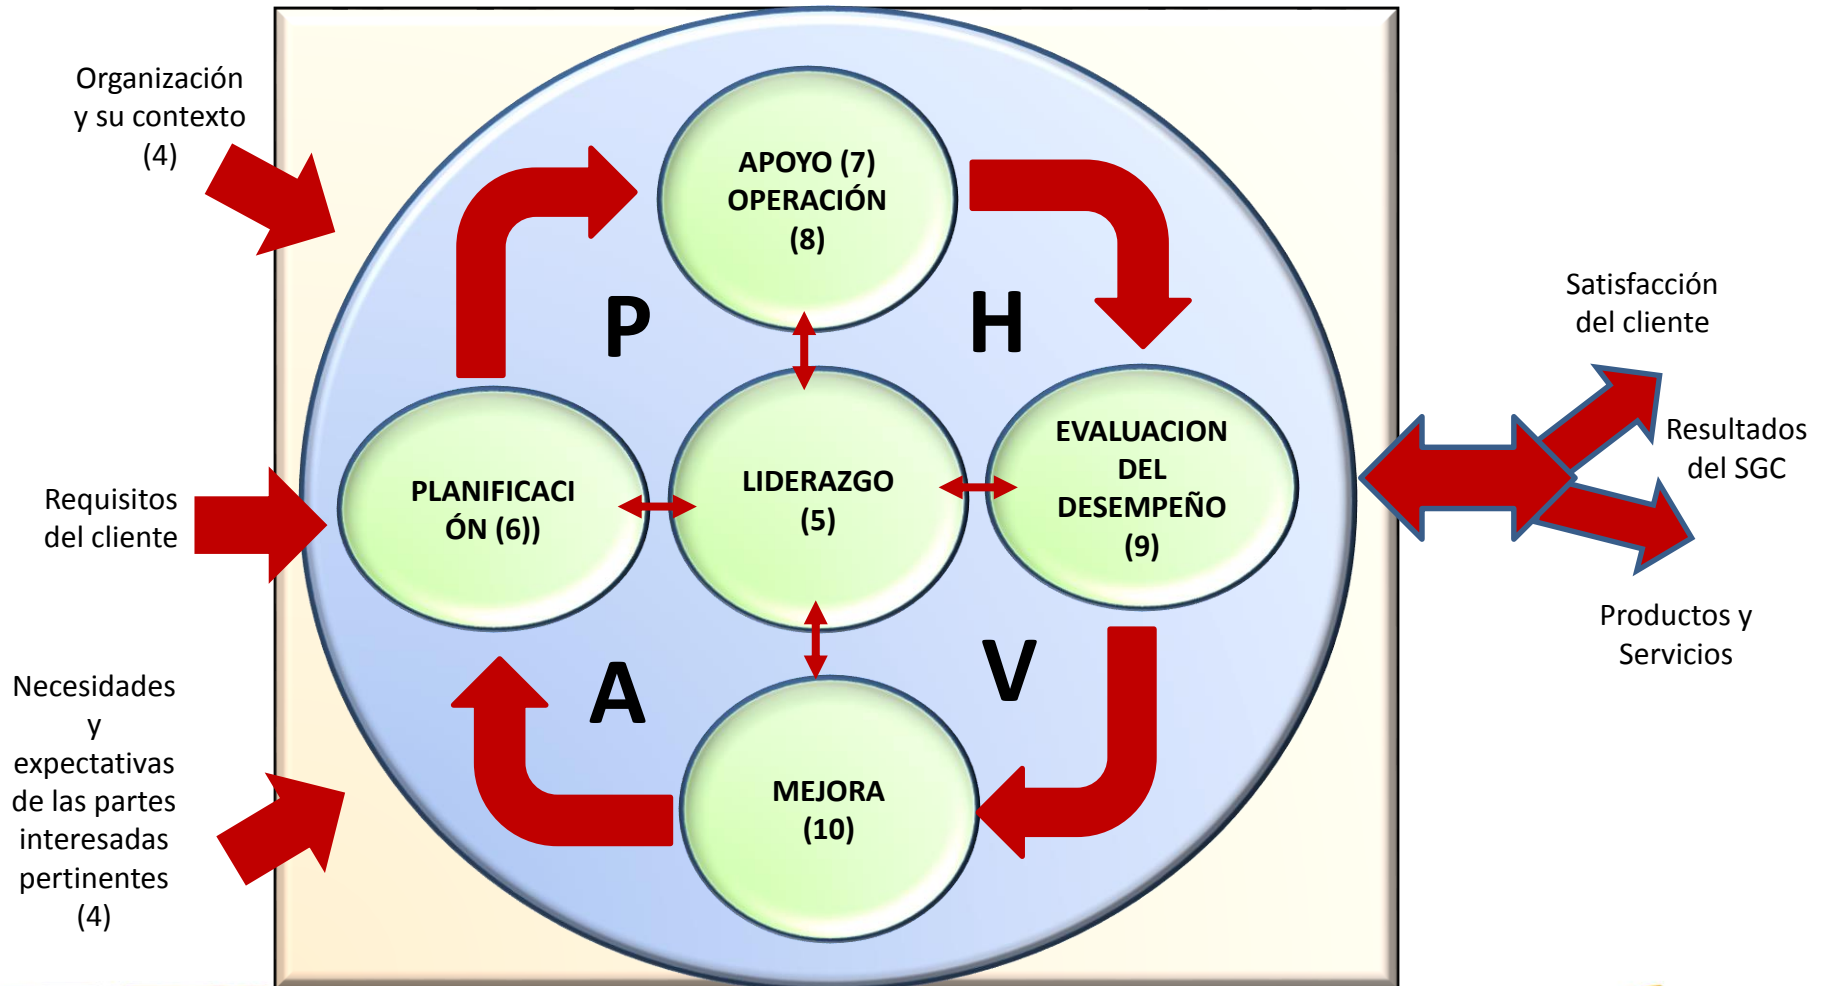 Organización
y su contexto
(4)
Requisitos
del cliente
Necesidades
y
expectativas
de las partes
interesadas
pertinentes
(4)
APOYO (7)
OPERACIÓN
(8)
P
H
PLANIFICACI
ÓN (6))
LIDERAZGO
(5)
EVALUACION
DEL
DESEMPEÑO
(9)
A
V
MEJORA
(10)
Satisfacción
del cliente
Resultados
del SGC
Productos y
Servicios